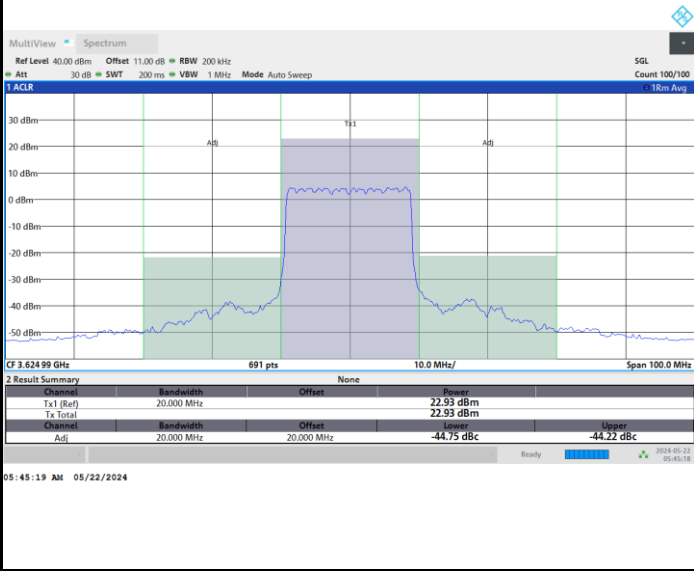 MultiView Spectrum
Ref Level 40.00 dBm Offset 11.00 dB RBW 200 kHz SGL
Att 30 dB SWT 200 ms VBW 1 MHz Mode Auto Sweep Count 100/100
1 ACLR 1Rm Avg
Tx1
Adj Adj
30 dBm
20 dBm
10 dBm
0 dBm
-10 dBm
-20 dBm
-30 dBm
-40 dBm
-50 dBm
CF 3.624 99 GHz 691 pts 10.0 MHz/ Span 100.0 MHz
2 Result Summary None
Channel Bandwidth Offset Power
Tx1 (Ref) 20.000 MHz 22.93 dBm
Tx Total 22.93 dBm
Channel Bandwidth Offset Lower Upper
Adj 20.000 MHz 20.000 MHz -44.75 dBc -44.22 dBc
Ready 2024-05-22
05:45:18
05:45:19 AM 05/22/2024